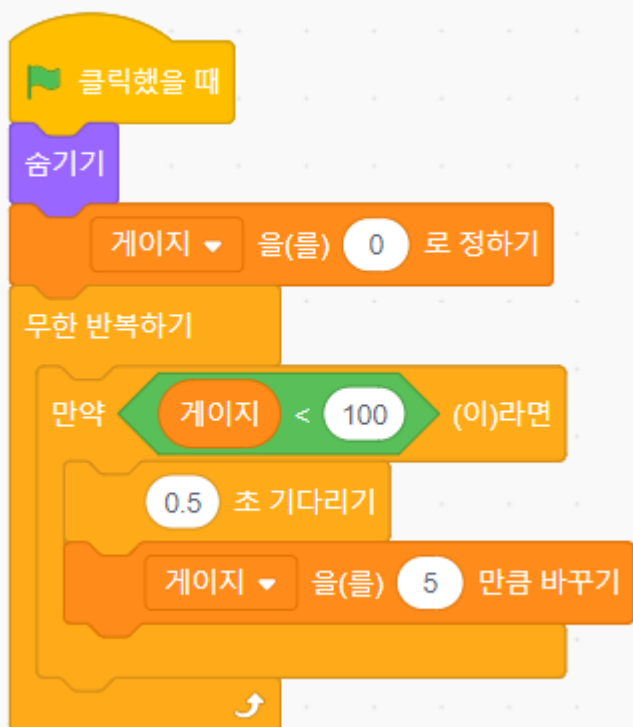 클릭했을 때
숨기기
게이지 을(를) 0 로 정하기
무한 반복하기
만약 게이지 < 100 (이)라면
0.5 초 기다리기
게이지 을(를) 5 만큼 바꾸기